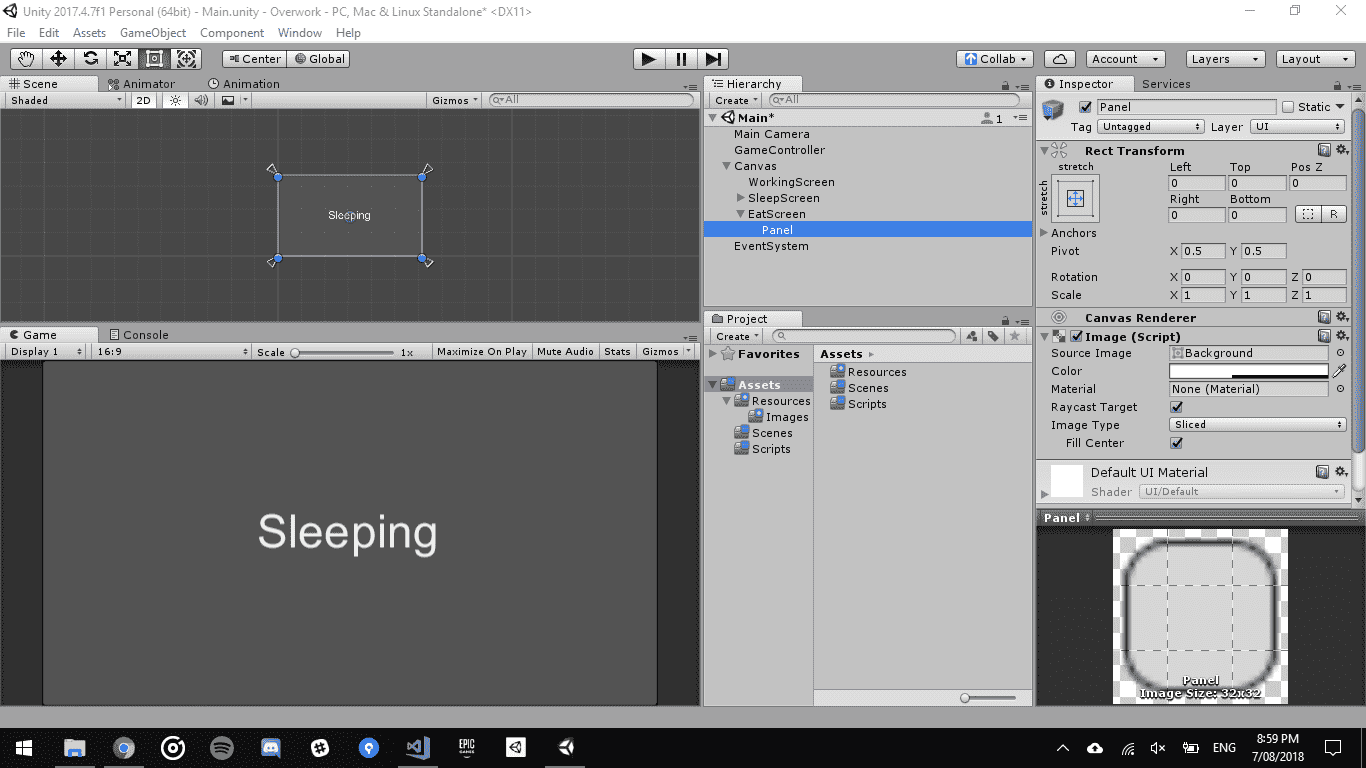 Unity 2017.4.7f1 Personal (64bit) - Main.unity - Overwork - PC, Mac & Linux Standalone* <DX11>
File Edit Assets GameObject Component Window Help
Center Global Collab Account Layers Layout
Scene Animator Animation
Shaded 2D Gizmos All
Sleeping
Game Console
Display 1 16:9 Scale 1x Maximize On Play Mute Audio Stats Gizmos
Sleeping
Hierarchy
Create All
Main* 1
Main Camera
GameController
Canvas
WorkingScreen
SleepScreen
EatScreen
Panel
EventSystem
Project
Create
Favorites
Assets
Resources
Images
Scenes
Scripts
Assets
Resources
Scenes
Scripts
Inspector Services
Panel Static
Tag Untagged Layer UI
Rect Transform
stretch
stretch
Left Top Pos Z
0 0 0
Right Bottom
0 0 R
Anchors
Pivot X 0.5 Y 0.5
Rotation X 0 Y 0 Z 0
Scale X 1 Y 1 Z 1
Canvas Renderer
Image (Script)
Source Image Background
Color
Material None (Material)
Raycast Target
Image Type Sliced
Fill Center
Default UI Material
Shader UI/Default
Panel
Panel
Image Size: 32x32
EPIC
GAMES
ENG
8:59 PM
7/08/2018